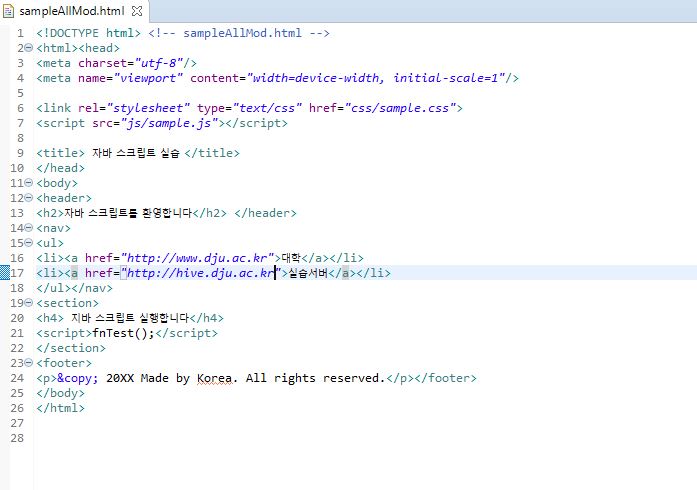 sampleAllMod.html
1 <!DOCTYPE html> <!-- sampleAllMod.html -->
2 <html><head>
3 <meta charset="utf-8"/>
4 <meta name="viewport" content="width=device-width, initial-scale=1"/>
5
6 <link rel="stylesheet" type="text/css" href="css/sample.css">
7 <script src="js/sample.js"></script>
8
9 <title> 자바 스크립트 실습 </title>
10 </head>
11 <body>
12 <header>
13 <h2>자바 스크립트를 환영합니다</h2> </header>
14 <nav>
15 <ul>
16 <li><a href="http://www.dju.ac.kr">대학</a></li>
17 <li><a href="http://hive.dju.ac.kr">실습서버</a></li>
18 </ul></nav>
19 <section>
20 <h4> 지바 스크립트 실행합니다</h4>
21 <script>fnTest();</script>
22 </section>
23 <footer>
24 <p>&copy; 20XX Made by Korea. All rights reserved.</p></footer>
25 </body>
26 </html>
27
28